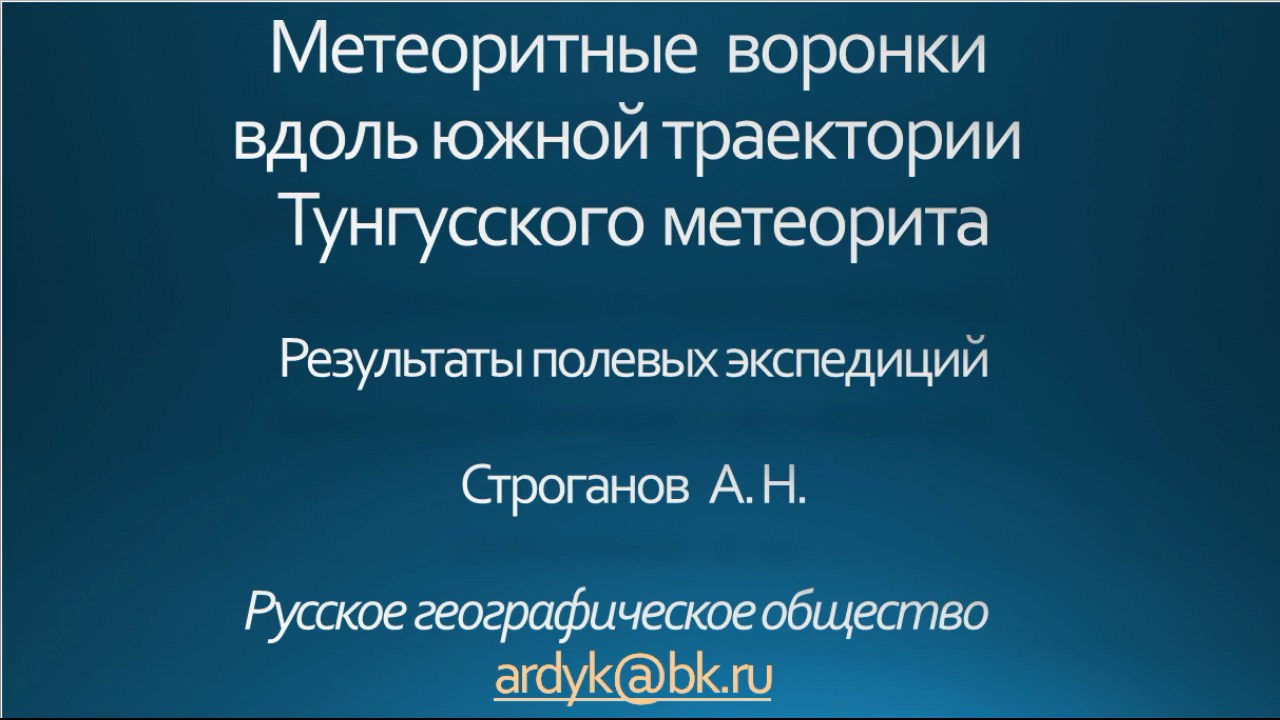 Метеоритные воронки
вдоль южной траектории
Тунгусского метеорита
Результаты полевых экспедиций
Строганов А. Н.
Русское географическое общество
ardyk@bk.ru